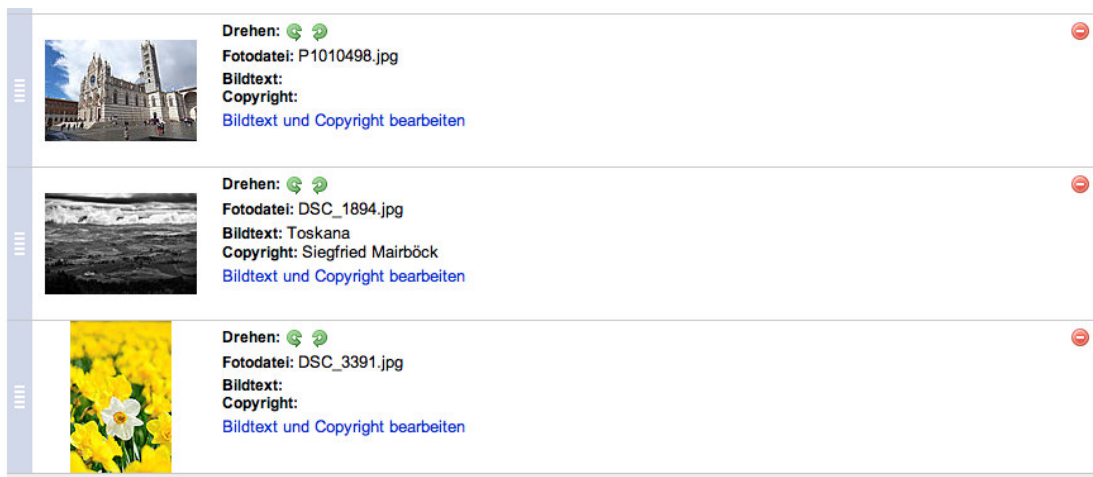 Drehen:
Fotodatei: P1010498.jpg
Bildtext:
Copyright:
Bildtext und Copyright bearbeiten
Drehen:
Fotodatei: DSC_1894.jpg
Bildtext: Toskana
Copyright: Siegfried Mairböck
Bildtext und Copyright bearbeiten
Drehen:
Fotodatei: DSC_3391.jpg
Bildtext:
Copyright:
Bildtext und Copyright bearbeiten